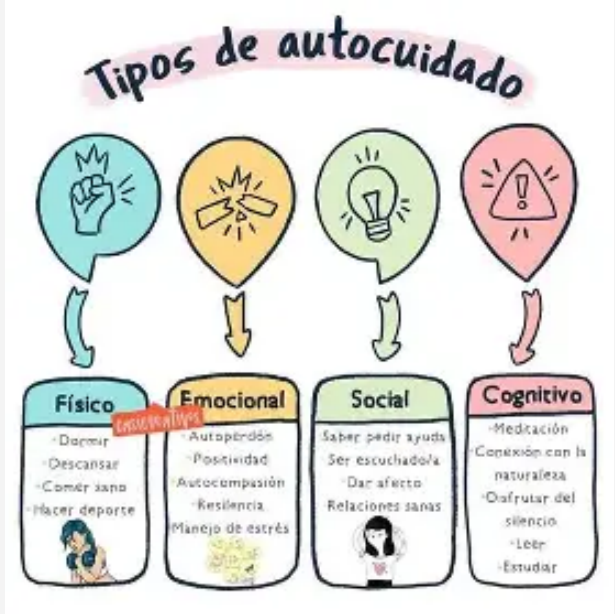 Tipos de autocuidado
Físico
·Dormir
·Descansar
·Comer sano
·Hacer deporte
Emocional
·Autoperdón
·Positividad
·Autocompasión
·Resilencia
Manejo de estrés
Social
Saber pedir ayuda
Ser escuchado/a
Dar afecto
Relaciones sanas
Cognitivo
·Meditación
·Conexión con la
naturaleza
·Disfrutar del
silencio
·Leer
·Estudiar